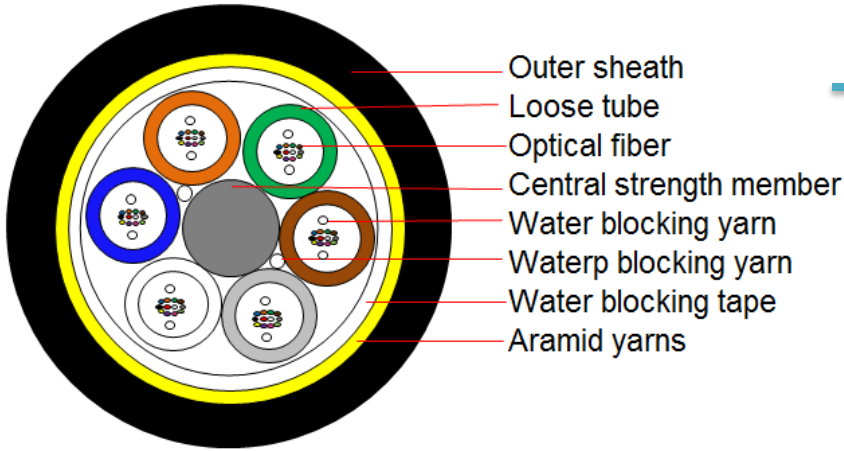 Outer sheath
Loose tube
Optical fiber
Central strength member
Water blocking yarn
Waterp blocking yarn
Water blocking tape
Aramid yarns